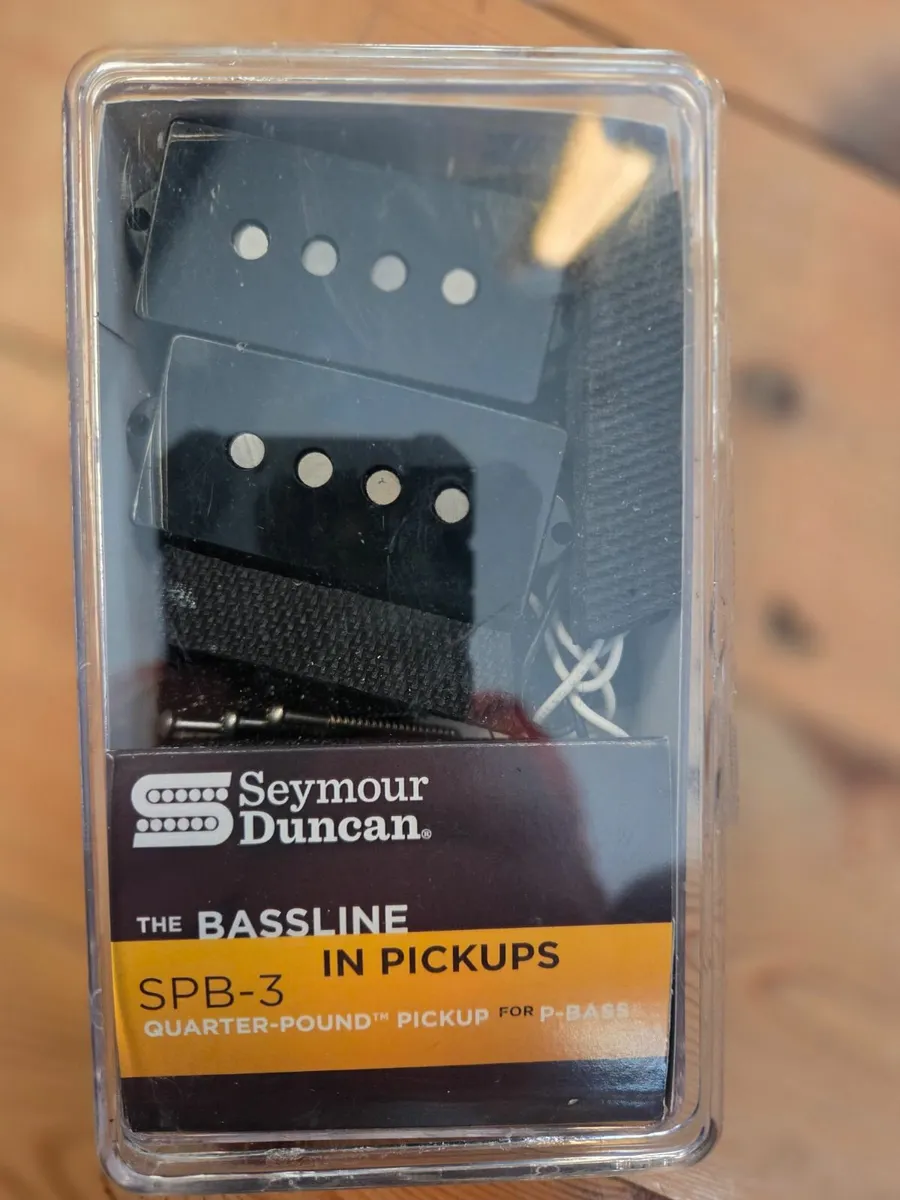 Seymour
Duncan®
THE BASSLINE
IN PICKUPS
SPB-3
QUARTER-POUND™ PICKUP FOR P-BASS